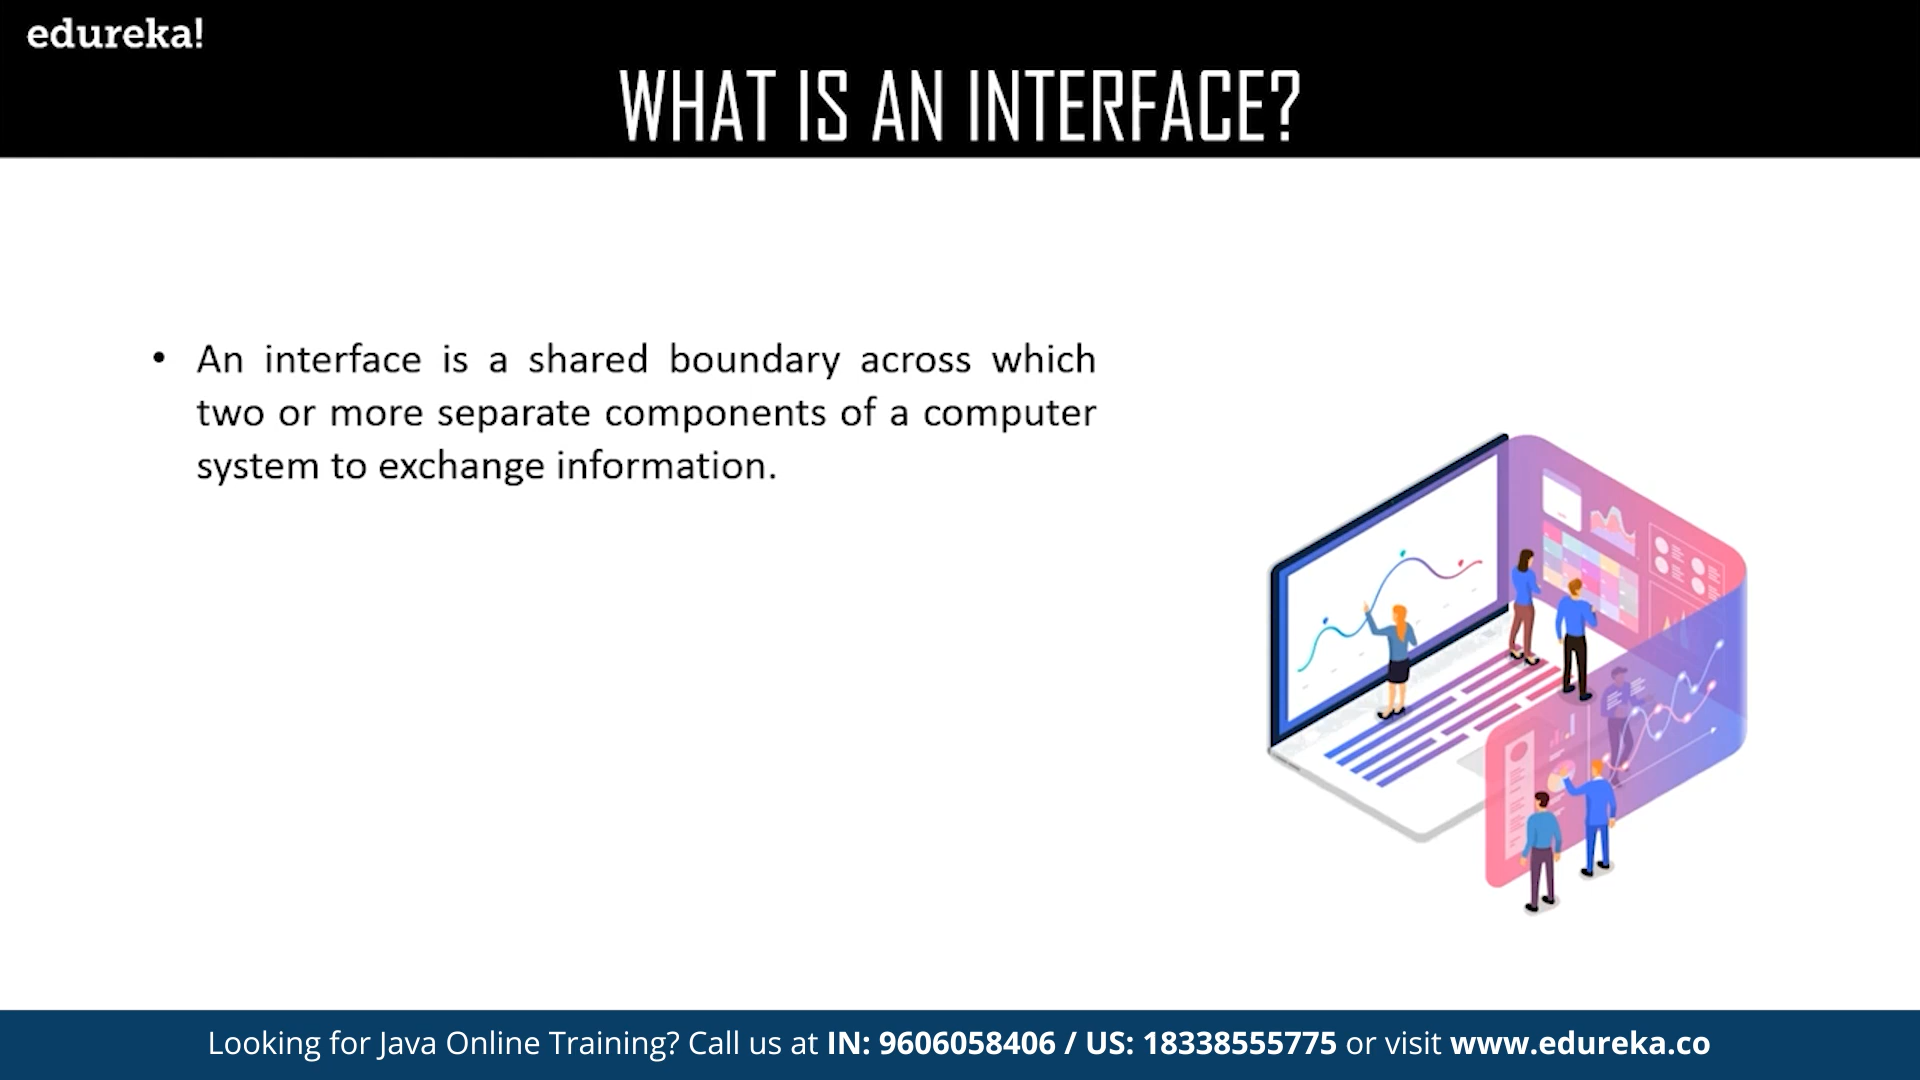 edureka!
WHAT IS AN INTERFACE?
• An interface is a shared boundary across which
two or more separate components of a computer
system to exchange information.
Looking for Java Online Training? Call us at IN: 9606058406 / US: 18338555775 or visit www.edureka.co